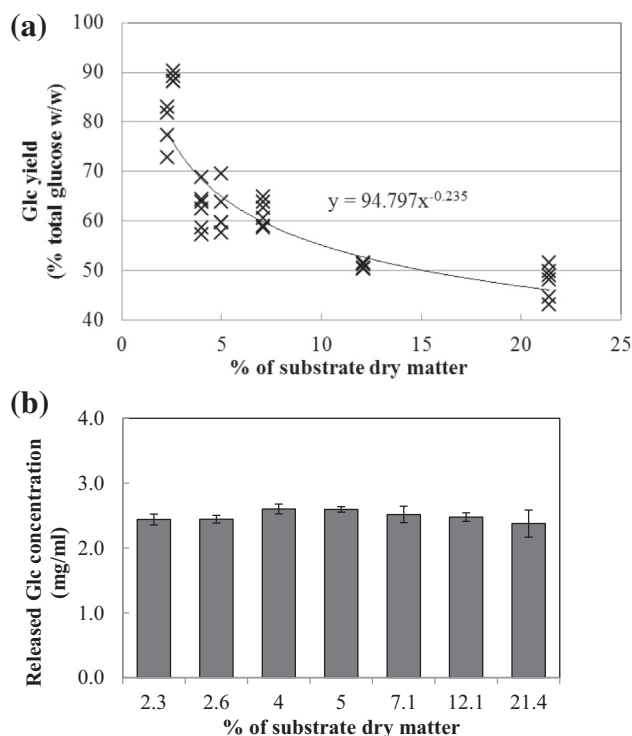 (a)
100
90
80
70
60
50
40
Glc yield
(% total glucose w/w)
y = 94.797x^-0.235
0 5 10 15 20 25
% of substrate dry matter
(b)
4.0
3.0
2.0
1.0
0.0
Released Glc concentration
(mg/ml)
2.3 2.6 4 5 7.1 12.1 21.4
% of substrate dry matter